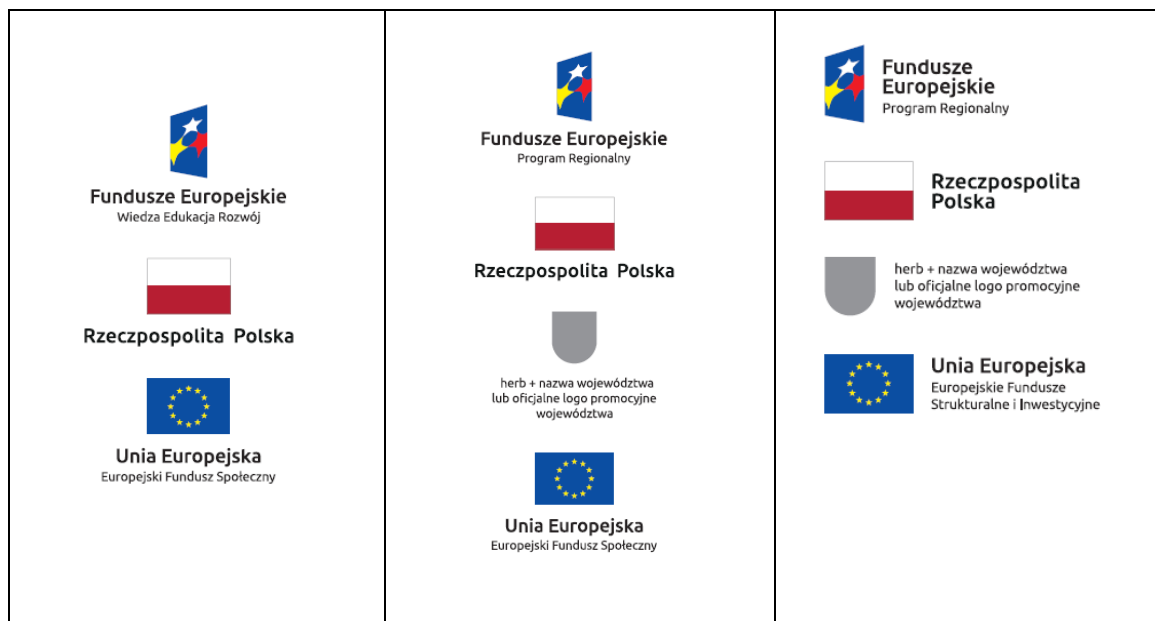 Fundusze Europejskie
Wiedza Edukacja Rozwój
Rzeczpospolita Polska
Unia Europejska
Europejski Fundusz Społeczny
Fundusze Europejskie
Program Regionalny
Rzeczpospolita Polska
herb + nazwa województwa
lub oficjalne logo promocyjne
województwa
Unia Europejska
Europejski Fundusz Społeczny
Fundusze
Europejskie
Program Regionalny
Rzeczpospolita
Polska
herb + nazwa województwa
lub oficjalne logo promocyjne
województwa
Unia Europejska
Europejskie Fundusze
Strukturalne i Inwestycyjne